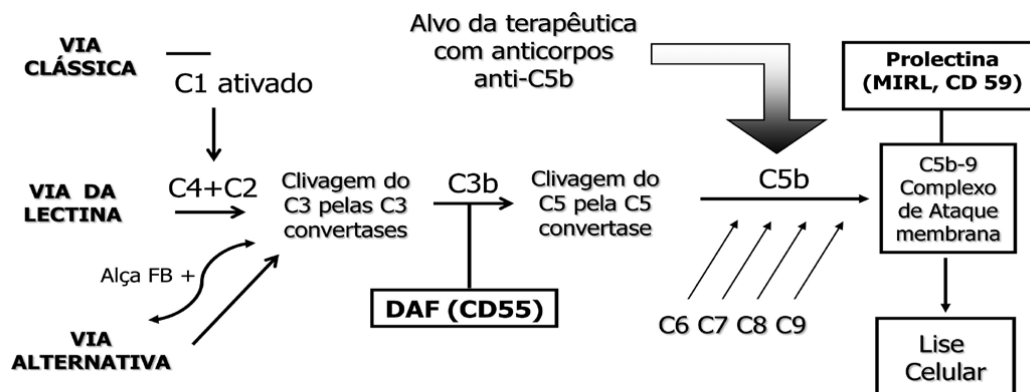 VIA
CLÁSSICA
C1 ativado
Alvo da terapêutica
com anticorpos
anti-C5b
Prolectina
(MIRL, CD 59)
VIA DA
LECTINA
C4+C2
Clivagem do
C3 pelas C3
convertases
C3b
Clivagem do
C5 pela C5
convertase
C5b
C5b-9
Complexo
de Ataque
membrana
Alça FB +
DAF (CD55)
C6 C7 C8 C9
VIA
ALTERNATIVA
Lise
Celular